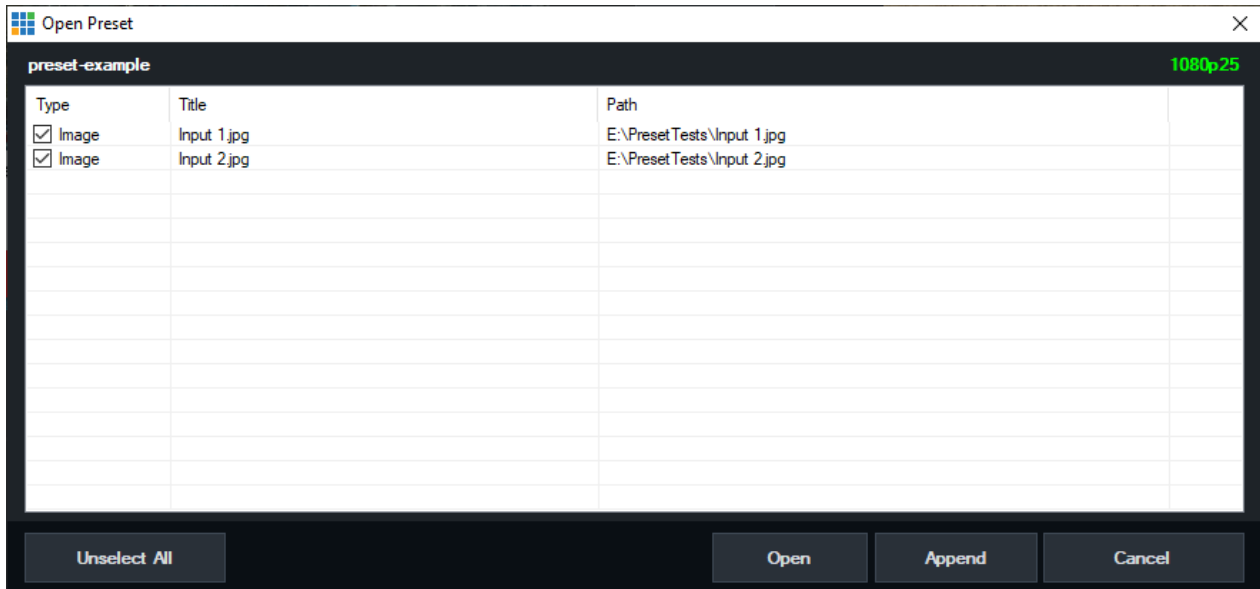 Open Preset
preset-example 1080p25
Type Title Path
Image Input 1.jpg E:\PresetTests\Input 1.jpg
Image Input 2.jpg E:\PresetTests\Input 2.jpg
Unselect All Open Append Cancel